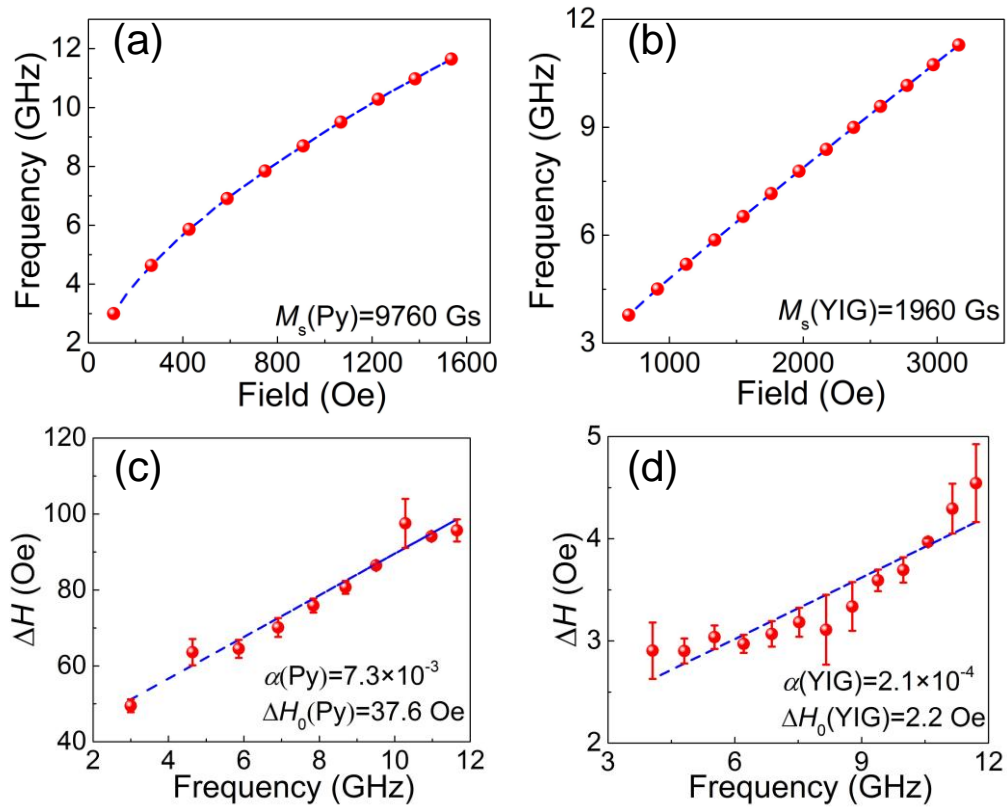 (a)
12
10
8
6
4
2
Frequency (GHz)
Mₛ(Py)=9760 Gs
0 400 800 1200 1600
Field (Oe)
(b)
12
9
6
3
Frequency (GHz)
Mₛ(YIG)=1960 Gs
1000 2000 3000
Field (Oe)
(c)
120
100
80
60
40
ΔH (Oe)
α(Py)=7.3×10⁻³
ΔH₀(Py)=37.6 Oe
2 4 6 8 10 12
Frequency (GHz)
(d)
5
4
3
2
ΔH (Oe)
α(YIG)=2.1×10⁻⁴
ΔH₀(YIG)=2.2 Oe
3 6 9 12
Frequency (GHz)